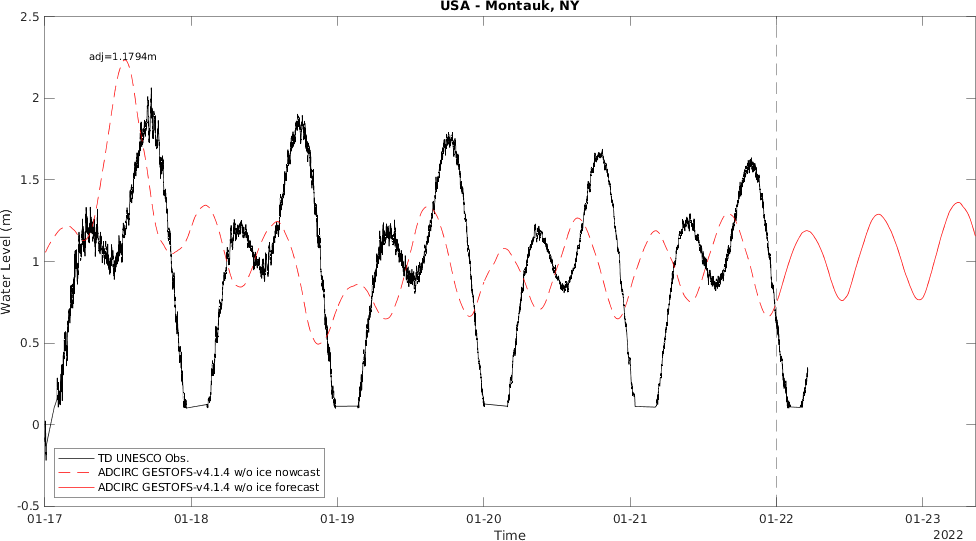 USA - Montauk, NY
2.5
2
1.5
1
0.5
0
-0.5
Water Level (m)
adj=1.1794m
TD UNESCO Obs.
ADCIRC GESTOFS-v4.1.4 w/o ice nowcast
ADCIRC GESTOFS-v4.1.4 w/o ice forecast
01-17 01-18 01-19 01-20 01-21 01-22 01-23
Time
2022